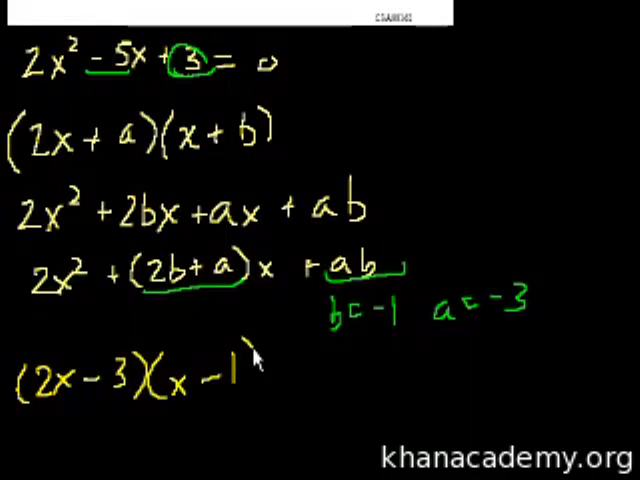 2x² - 5x + 3 = 0
(2x + a)(x + b)
2x² + 2bx + ax + ab
2x² + (2b + a)x + ab
b = -1 a = -3
(2x - 3)(x - 1)
khanacademy.org